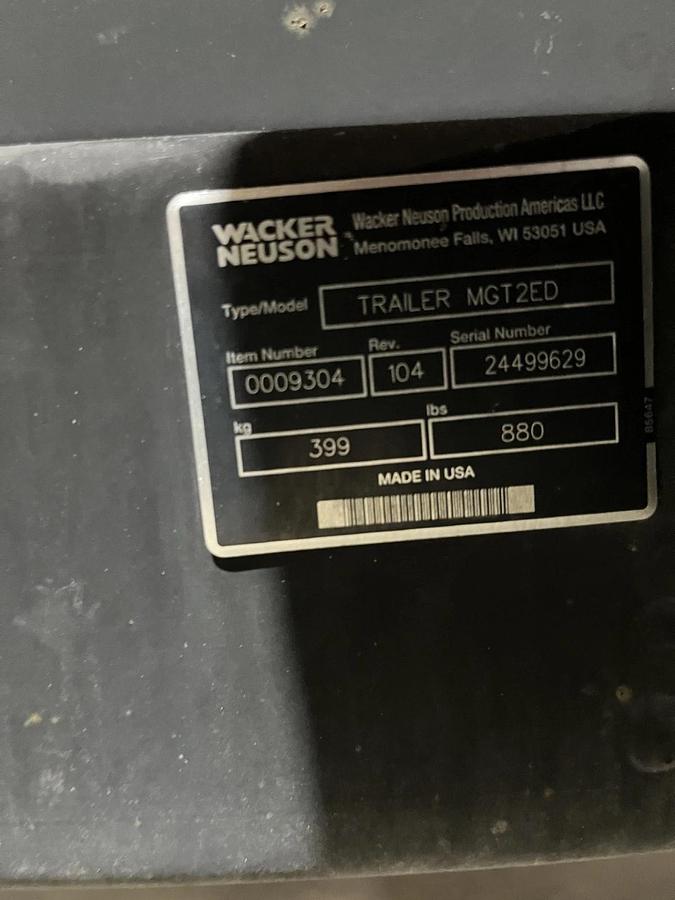 WACKER
NEUSON
Wacker Neuson Production Americas LLC
Menomonee Falls, WI 53051 USA
Type/Model TRAILER MGT2ED
Item Number Rev. Serial Number
0009304 104 24499629
kg lbs
399 880
MADE IN USA
85647